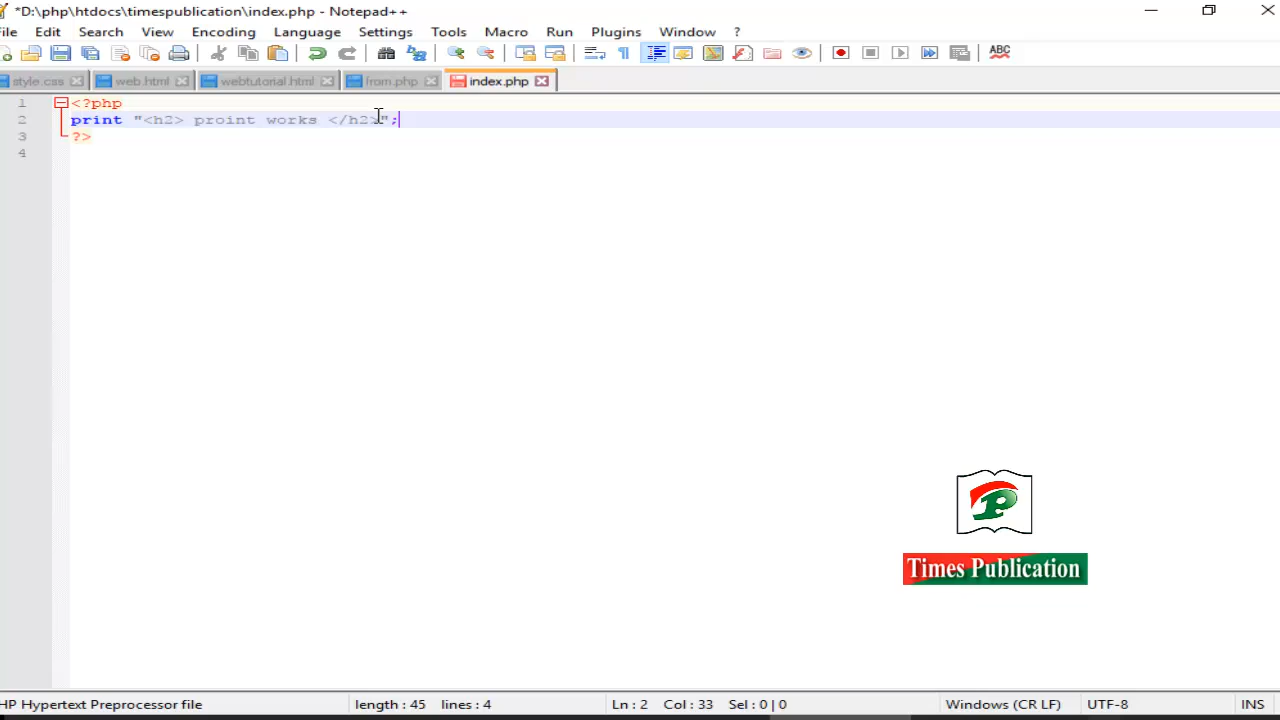 *D:\php\htdocs\timespublication\index.php - Notepad++
ile Edit Search View Encoding Language Settings Tools Macro Run Plugins Window ?
ABC
style.css web.html webtutorial.html from.php index.php
1 <?php
2 print "<h2> proint works </h2>";
3 ?>
4
P
Times Publication
HP Hypertext Preprocessor file length : 45 lines : 4 Ln : 2 Col : 33 Sel : 0 | 0 Windows (CR LF) UTF-8 INS